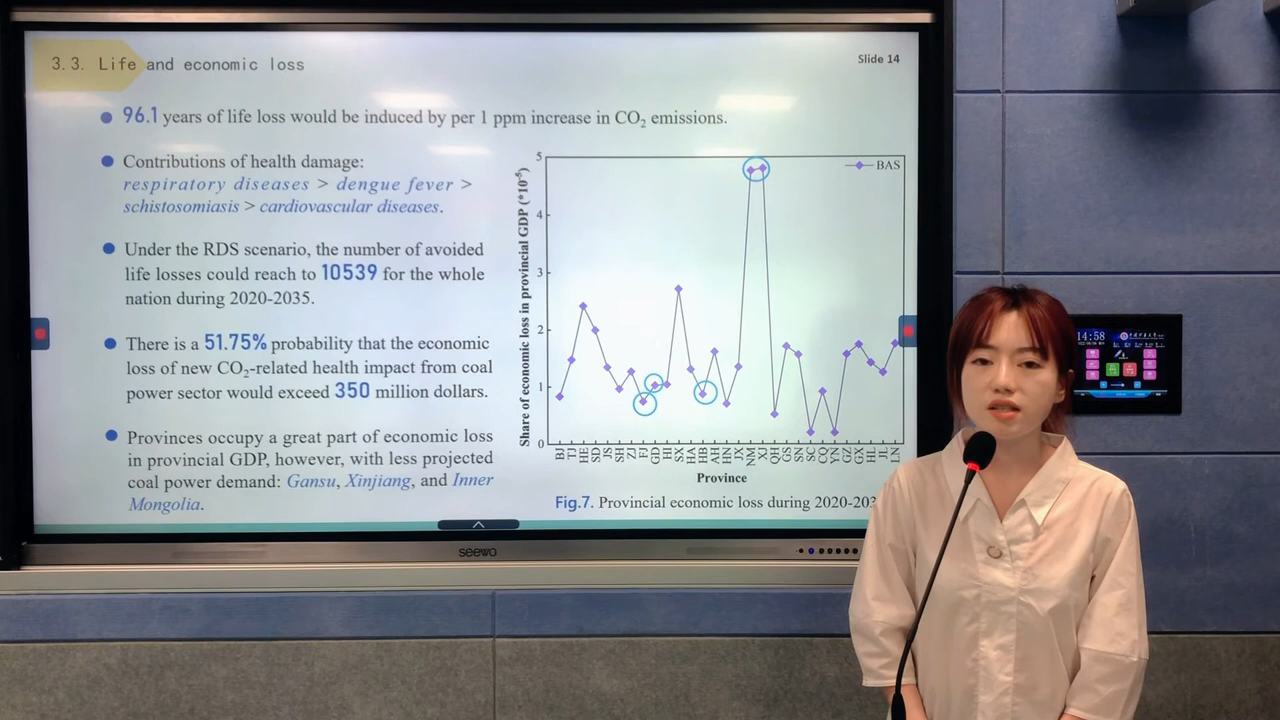 3.3. Life and economic loss
Slide 14
96.1 years of life loss would be induced by per 1 ppm increase in CO₂ emissions.
Contributions of health damage:
respiratory diseases > dengue fever >
schistosomiasis > cardiovascular diseases.
Under the RDS scenario, the number of avoided
life losses could reach to 10539 for the whole
nation during 2020-2035.
There is a 51.75% probability that the economic
loss of new CO₂-related health impact from coal
power sector would exceed 350 million dollars.
Provinces occupy a great part of economic loss
in provincial GDP, however, with less projected
coal power demand: Gansu, Xinjiang, and Inner
Mongolia.
Share of economic loss in provincial GDP (*10⁻⁵)
5
4
3
2
1
0
BAS
BJ TJ HE SD JS SH ZJ FJ GD HI SX HA HB AH HN JX NM XJ QH GS SN SC CQ YN GZ GX HL JL LN
Province
Fig.7. Provincial economic loss during 2020-203
seewo
14:58